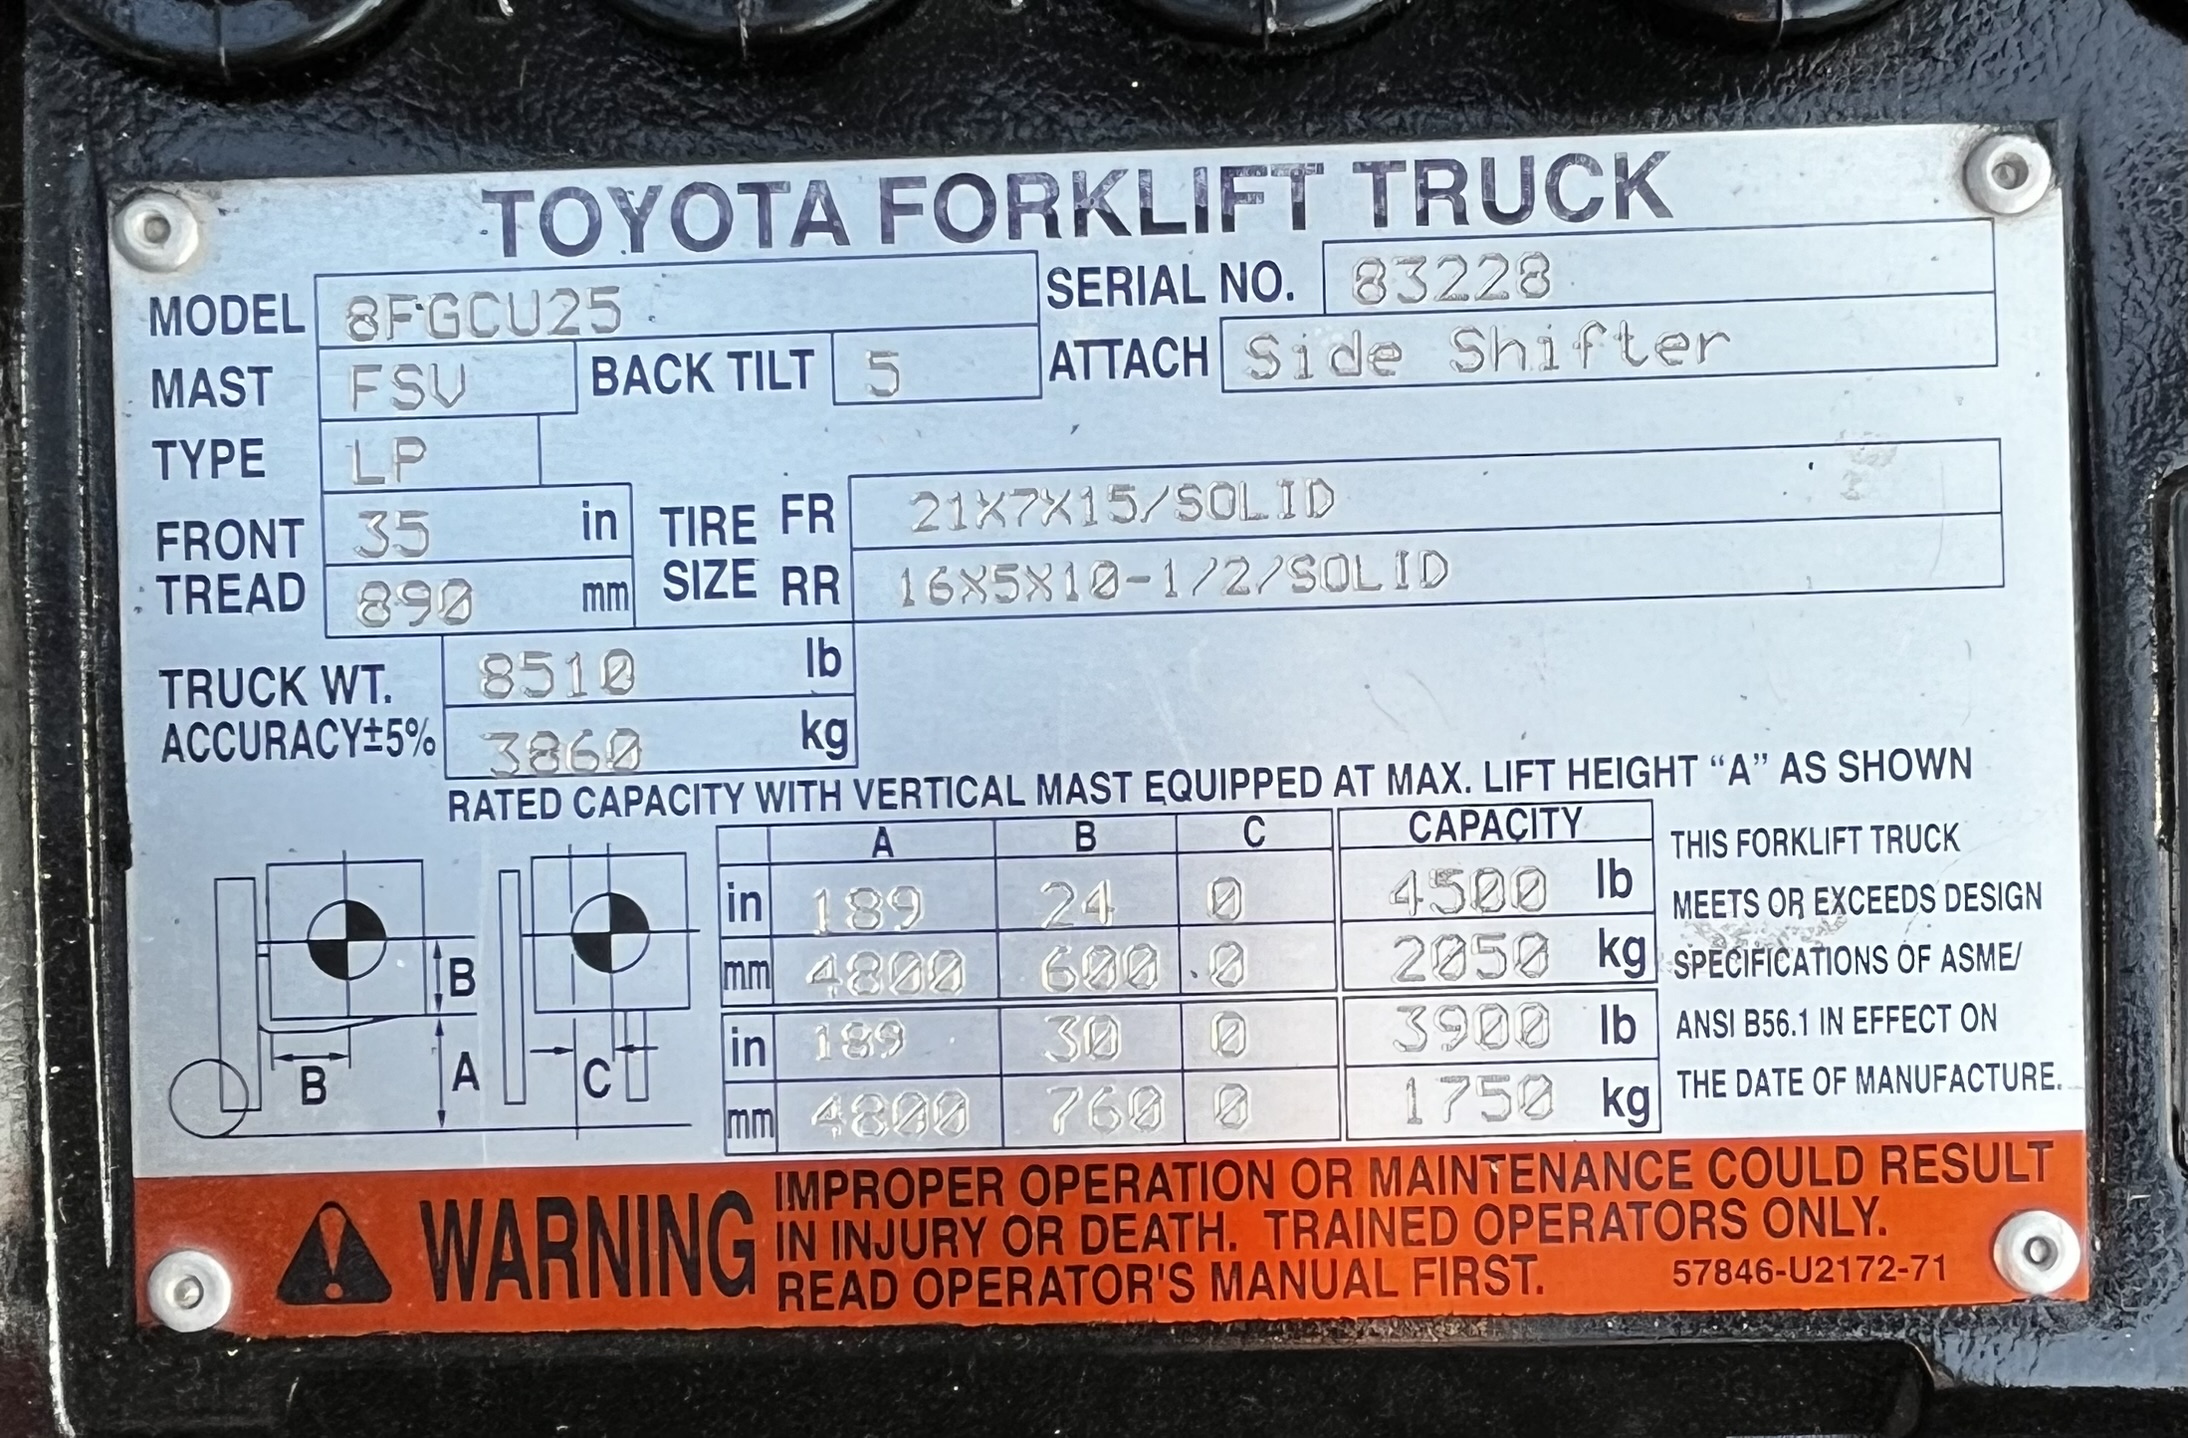 TOYOTA FORKLIFT TRUCK
MODEL 8FGCU25 SERIAL NO. 83228
MAST FSV BACK TILT 5 ATTACH Side Shifter
TYPE LP
FRONT TREAD 35 in TIRE SIZE FR 21X7X15/SOLID
890 mm RR 16X5X10-1/2/SOLID
TRUCK WT. 8510 lb
ACCURACY±5% 3860 kg
RATED CAPACITY WITH VERTICAL MAST EQUIPPED AT MAX. LIFT HEIGHT “A” AS SHOWN
A B C CAPACITY
in 189 24 0 4500 lb
mm 4800 600 0 2050 kg
in 189 30 0 3900 lb
mm 4800 760 0 1750 kg
B
B
A
C
THIS FORKLIFT TRUCK
MEETS OR EXCEEDS DESIGN
SPECIFICATIONS OF ASME/
ANSI B56.1 IN EFFECT ON
THE DATE OF MANUFACTURE.
WARNING
IMPROPER OPERATION OR MAINTENANCE COULD RESULT
IN INJURY OR DEATH. TRAINED OPERATORS ONLY.
READ OPERATOR'S MANUAL FIRST. 57846-U2172-71